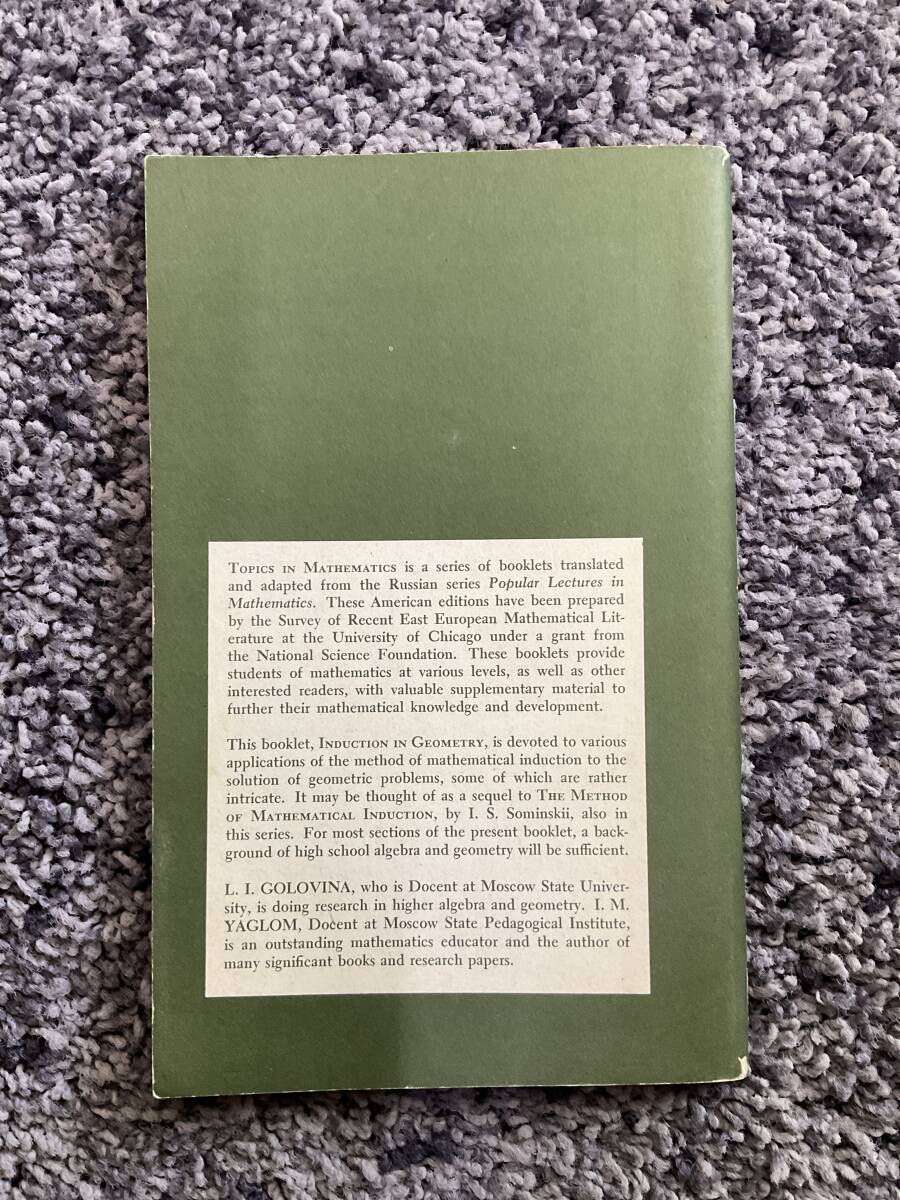 TOPICS IN MATHEMATICS is a series of booklets translated
and adapted from the Russian series Popular Lectures in
Mathematics. These American editions have been prepared
by the Survey of Recent East European Mathematical Lit-
erature at the University of Chicago under a grant from
the National Science Foundation. These booklets provide
students of mathematics at various levels, as well as other
interested readers, with valuable supplementary material to
further their mathematical knowledge and development.
This booklet, INDUCTION IN GEOMETRY, is devoted to various
applications of the method of mathematical induction to the
solution of geometric problems, some of which are rather
intricate. It may be thought of as a sequel to THE METHOD
OF MATHEMATICAL INDUCTION, by I. S. Sominskii, also in
this series. For most sections of the present booklet, a back-
ground of high school algebra and geometry will be sufficient.
L. I. GOLOVINA, who is Docent at Moscow State Univer-
sity, is doing research in higher algebra and geometry. I. M.
YAGLOM, Docent at Moscow State Pedagogical Institute,
is an outstanding mathematics educator and the author of
many significant books and research papers.